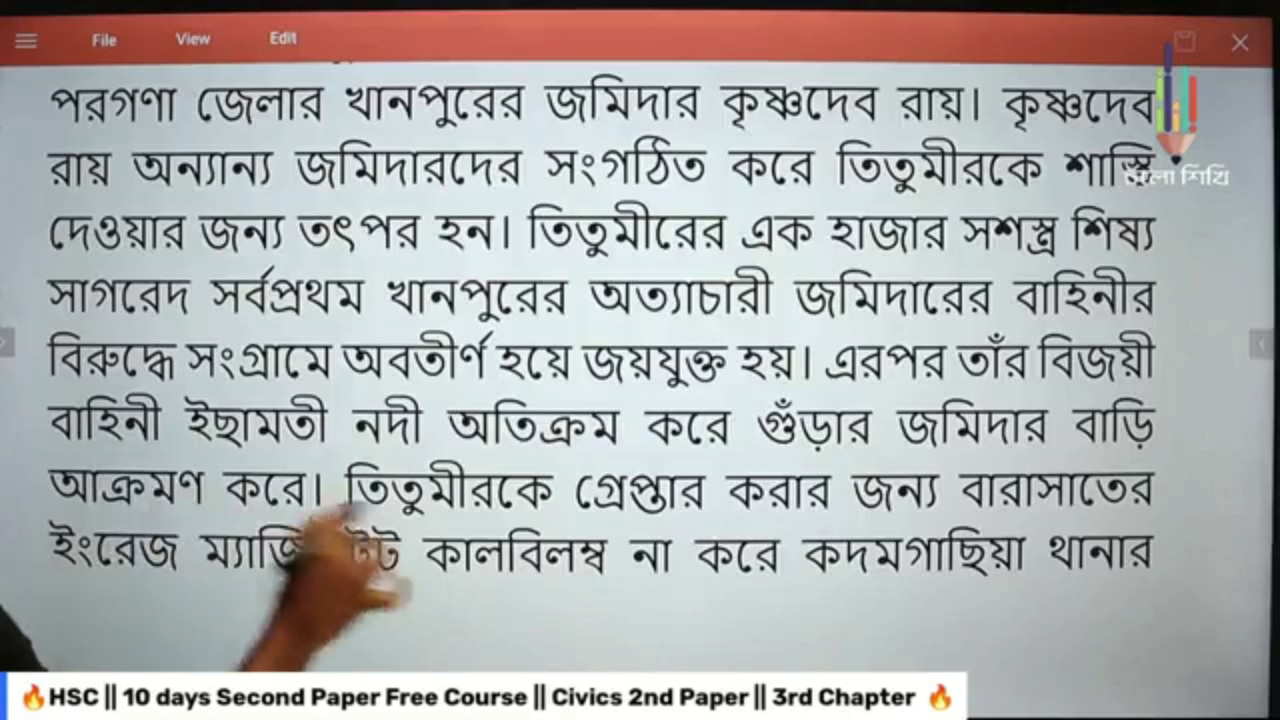 File View Edit
পরগণা জেলার খানপুরের জমিদার কৃষ্ণদেব রায়। কৃষ্ণদেব
রায় অন্যান্য জমিদারদের সংগঠিত করে তিতুমীরকে শাস্তি
দেওয়ার জন্য তৎপর হন। তিতুমীরের এক হাজার সশস্ত্র শিষ্য
সাগরেদ সর্বপ্রথম খানপুরের অত্যাচারী জমিদারের বাহিনীর
বিরুদ্ধে সংগ্রামে অবতীর্ণ হয়ে জয়যুক্ত হয়। এরপর তাঁর বিজয়ী
বাহিনী ইছামতী নদী অতিক্রম করে গুঁড়ার জমিদার বাড়ি
আক্রমণ করে। তিতুমীরকে গ্রেপ্তার করার জন্য বারাসাতের
ইংরেজ কালবিলম্ব না করে কদমগাছিয়া থানার
🔥HSC || 10 days Second Paper Free Course || Civics 2nd Paper || 3rd Chapter 🔥